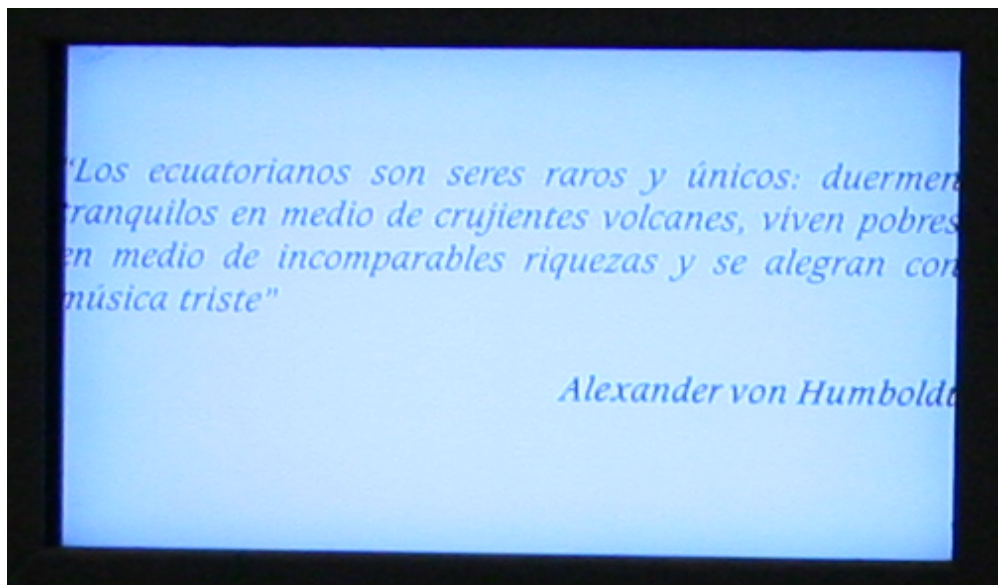 “Los ecuatorianos son seres raros y únicos: duermen
tranquilos en medio de crujientes volcanes, viven pobres
en medio de incomparables riquezas y se alegran con
música triste”
Alexander von Humboldt